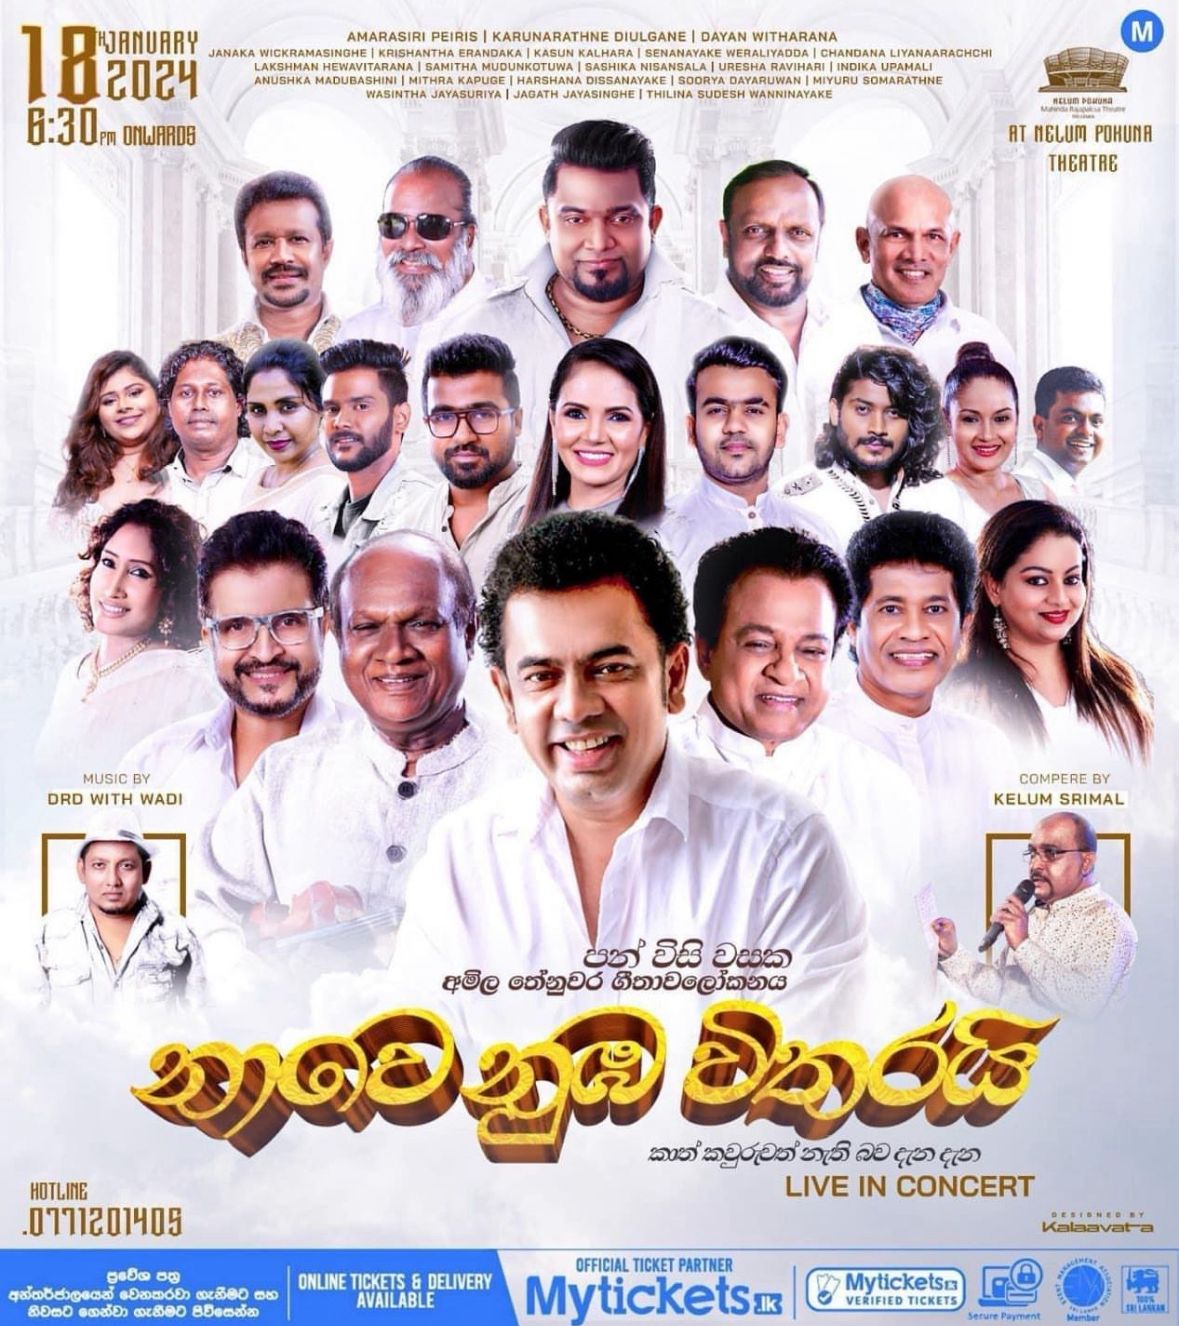 18TH JANUARY
2024
6:30 PM ONWARDS
AMARASIRI PEIRIS | KARUNARATHNE DIULGANE | DAYAN WITHARANA
JANAKA WICKRAMASINGHE | KRISHANTHA ERANDAKA | KASUN KALHARA | SENANAYAKE WERALIYADDA | CHANDANA LIYANAARACHCHI
LAKSHMAN HEWAVITARANA | SAMITHA MUDUNKOTUWA | SASHIKA NISANSALA | URESHA RAVIHARI | INDIKA UPAMALI
ANUSHKA MADUBASHINI | MITHRA KAPUGE | HARSHANA DISSANAYAKE | SOORYA DAYARUWAN | MIYURU SOMARATHNE
WASINTHA JAYASURIYA | JAGATH JAYASINGHE | THILINA SUDESH WANNINAYAKE
M
NELUM POKUNA
Mahinda Rajapaksa Theatre
AT NELUM POKUNA
THEATRE
MUSIC BY
DRD WITH WADI
COMPERE BY
KELUM SRIMAL
පන් විසි වසක
අමිල තේනුවර ගීතාවලෝකනය
නාවෙ නුඹ විතරයි
කාත් කවුරුවත් නැති බව දැන දැන
LIVE IN CONCERT
HOTLINE
.0771201405
DESIGNED BY
Kalaavata
ප්‍රවේශ පත්‍ර
අන්තර්ජාලයෙන් වෙනකරවා ගැනීමට සහ
නිවසට ගෙන්වා ගැනීමට පිවිසෙන්න
ONLINE TICKETS & DELIVERY
AVAILABLE
OFFICIAL TICKET PARTNER
Mytickets.lk
Mytickets.lk
VERIFIED TICKETS
Secure Payment
Member
100%
SRI LANKAN